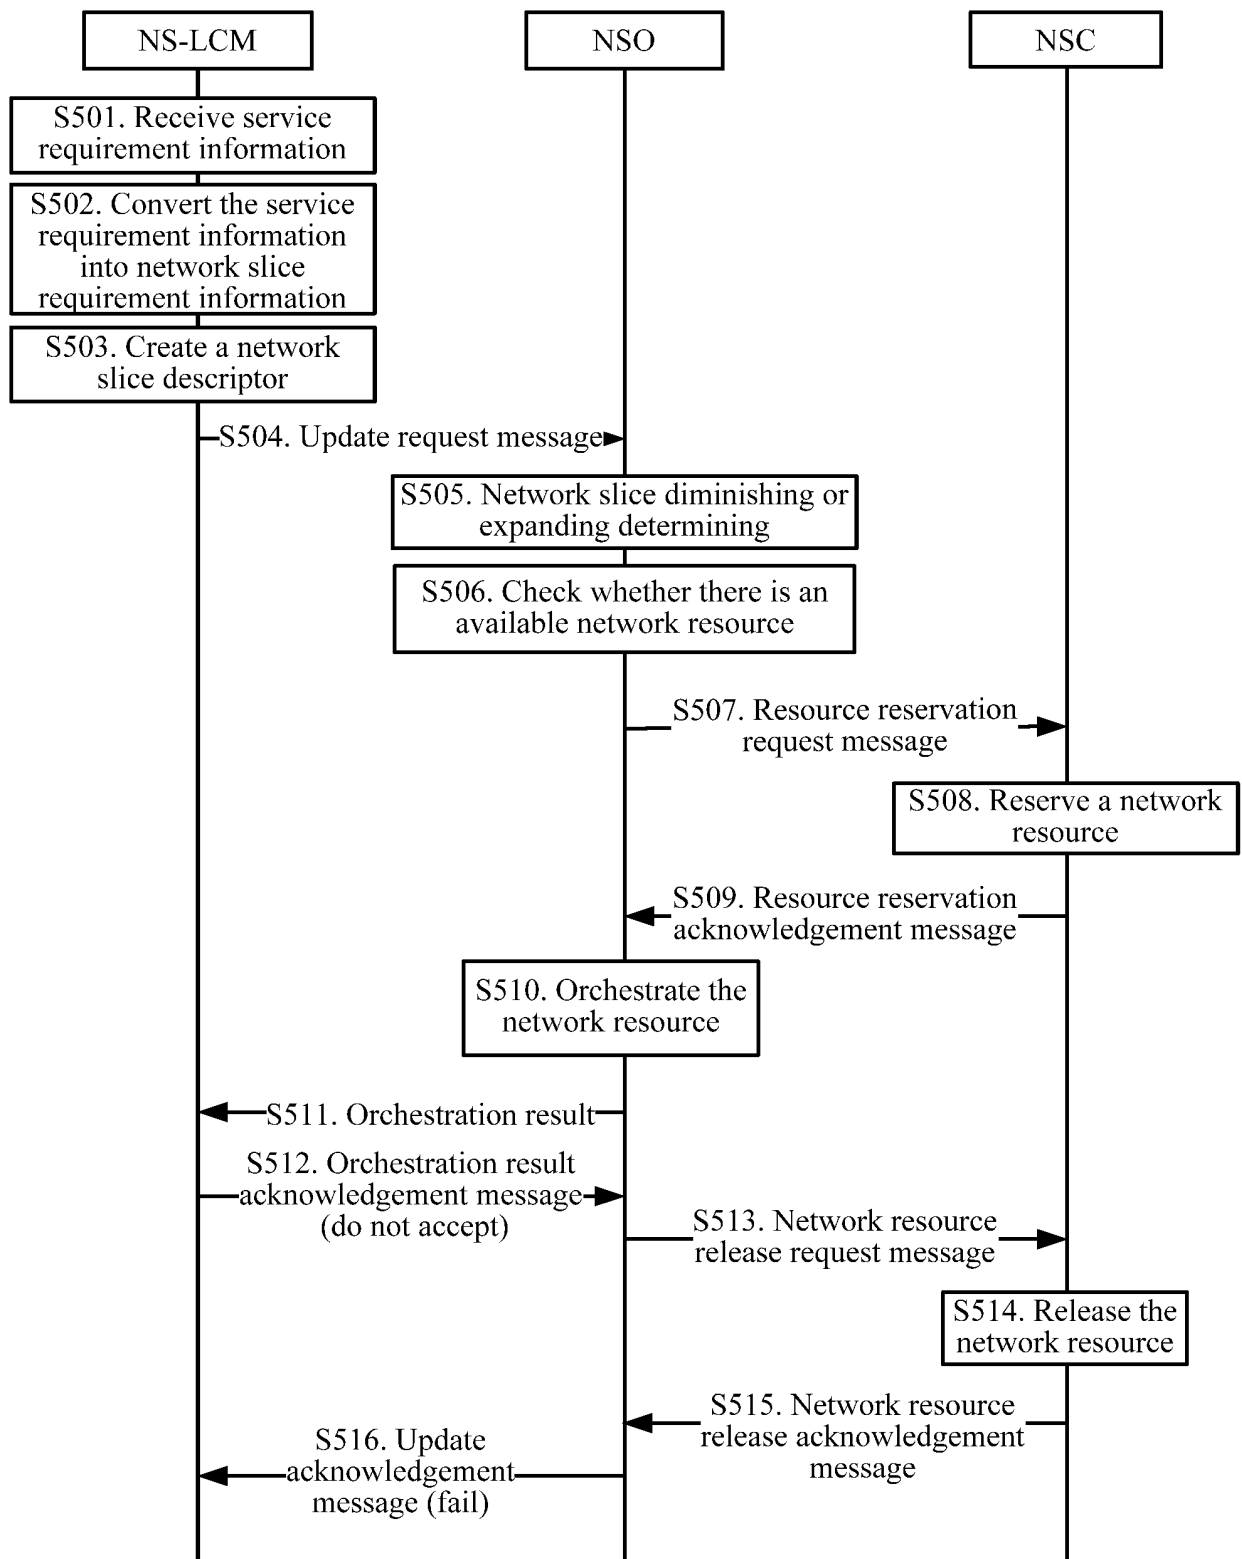 NS-LCM
NSO
NSC
S501. Receive service
requirement information
S502. Convert the service
requirement information
into network slice
requirement information
S503. Create a network
slice descriptor
S504. Update request message
S505. Network slice diminishing or
expanding determining
S506. Check whether there is an
available network resource
S507. Resource reservation
request message
S508. Reserve a network
resource
S509. Resource reservation
acknowledgement message
S510. Orchestrate the
network resource
S511. Orchestration result
S512. Orchestration result
acknowledgement message
(do not accept)
S513. Network resource
release request message
S514. Release the
network resource
S515. Network resource
release acknowledgement
message
S516. Update
acknowledgement
message (fail)